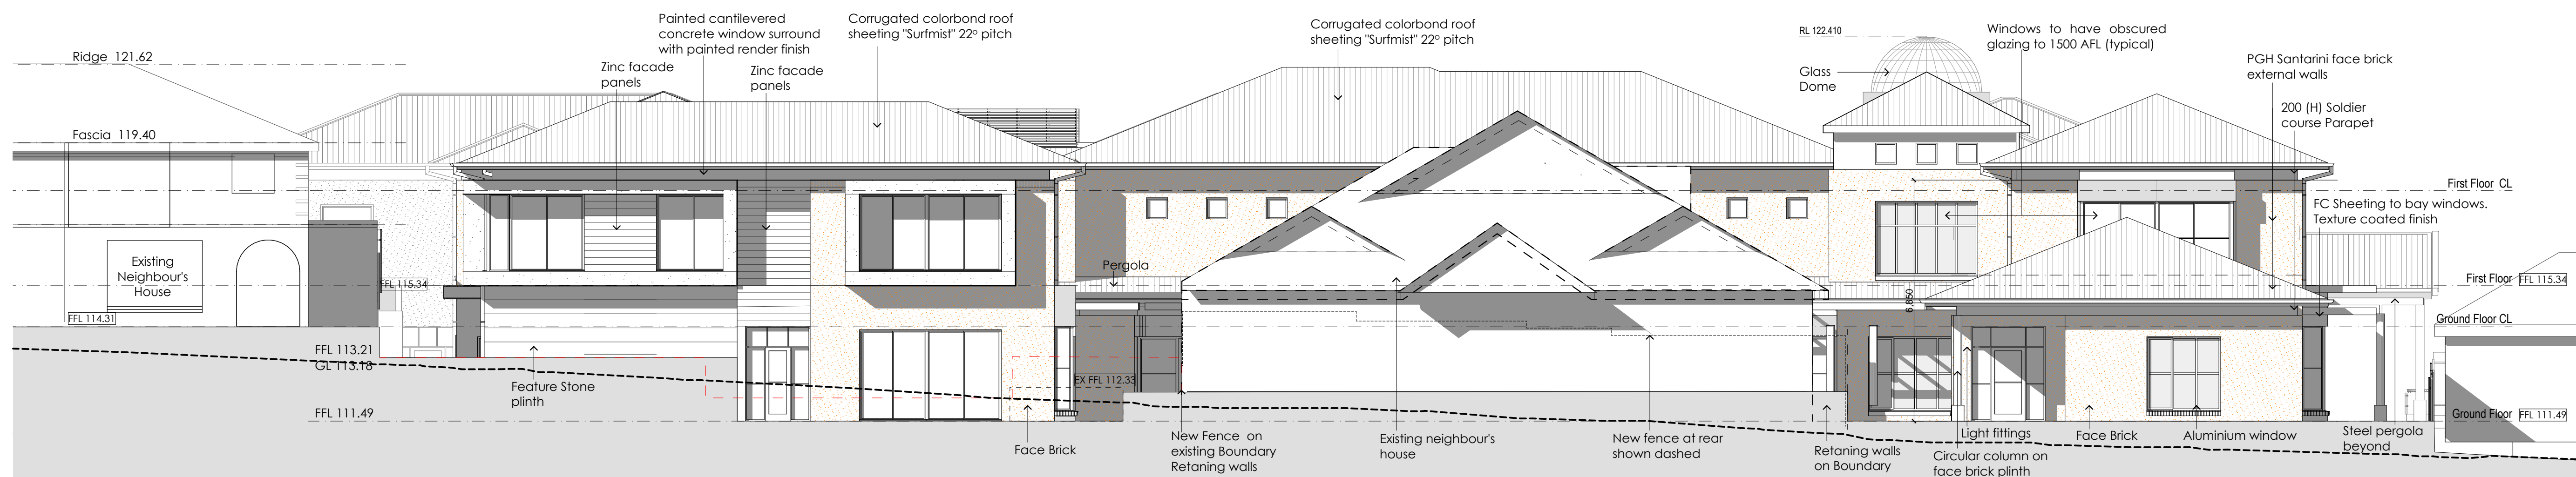 Painted cantilevered
concrete window surround
with painted render finish
Corrugated colorbond roof
sheeting "Surfmist" 22º pitch
Corrugated colorbond roof
sheeting "Surfmist" 22º pitch
RL 122.410
Windows to have obscured
glazing to 1500 AFL (typical)
Ridge 121.62
Zinc facade
panels
Zinc facade
panels
Glass
Dome
PGH Santarini face brick
external walls
200 (H) Soldier
course Parapet
Fascia 119.40
First Floor CL
FC Sheeting to bay windows.
Texture coated finish
Existing
Neighbour's
House
Pergola
FFL 115.34
First Floor FFL 115.34
6,850
FFL 114.31
Ground Floor CL
FFL 113.21
GL 113.18
EX FFL 112.33
Feature Stone
plinth
FFL 111.49
Ground Floor FFL 111.49
Face Brick
New Fence on
existing Boundary
Retaning walls
Existing neighbour's
house
New fence at rear
shown dashed
Retaning walls
on Boundary
Light fittings
Circular column on
face brick plinth
Face Brick
Aluminium window
Steel pergola
beyond